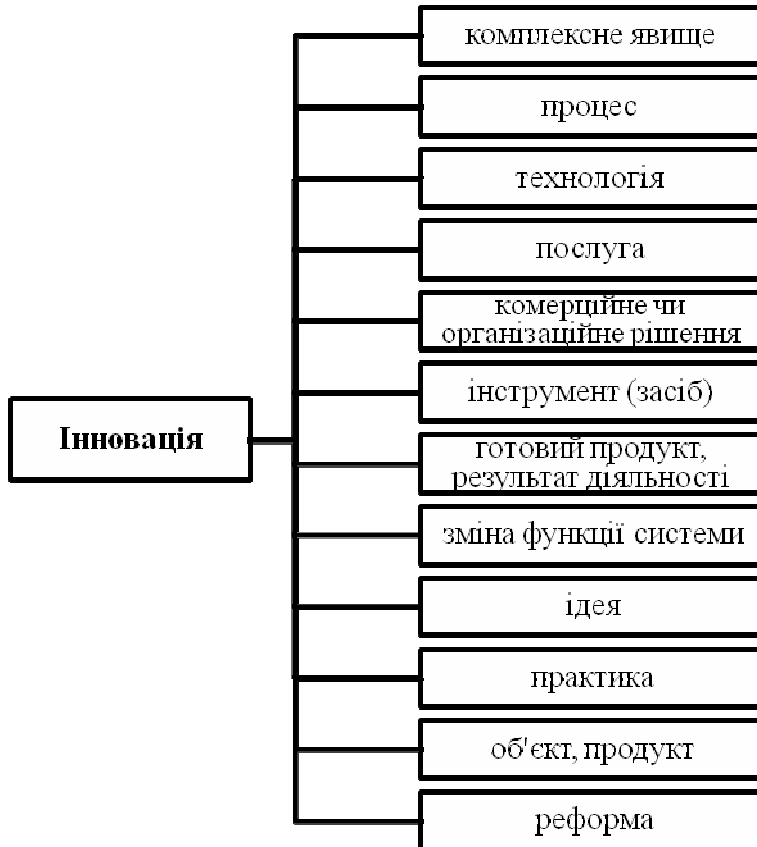 комплексне явище
процес
технологія
послуга
комерційне чи
організаційне рішення
інструмент (засіб)
Інновація
готовий продукт,
результат діяльності
зміна функції системи
ідея
практика
об'єкт, продукт
реформа